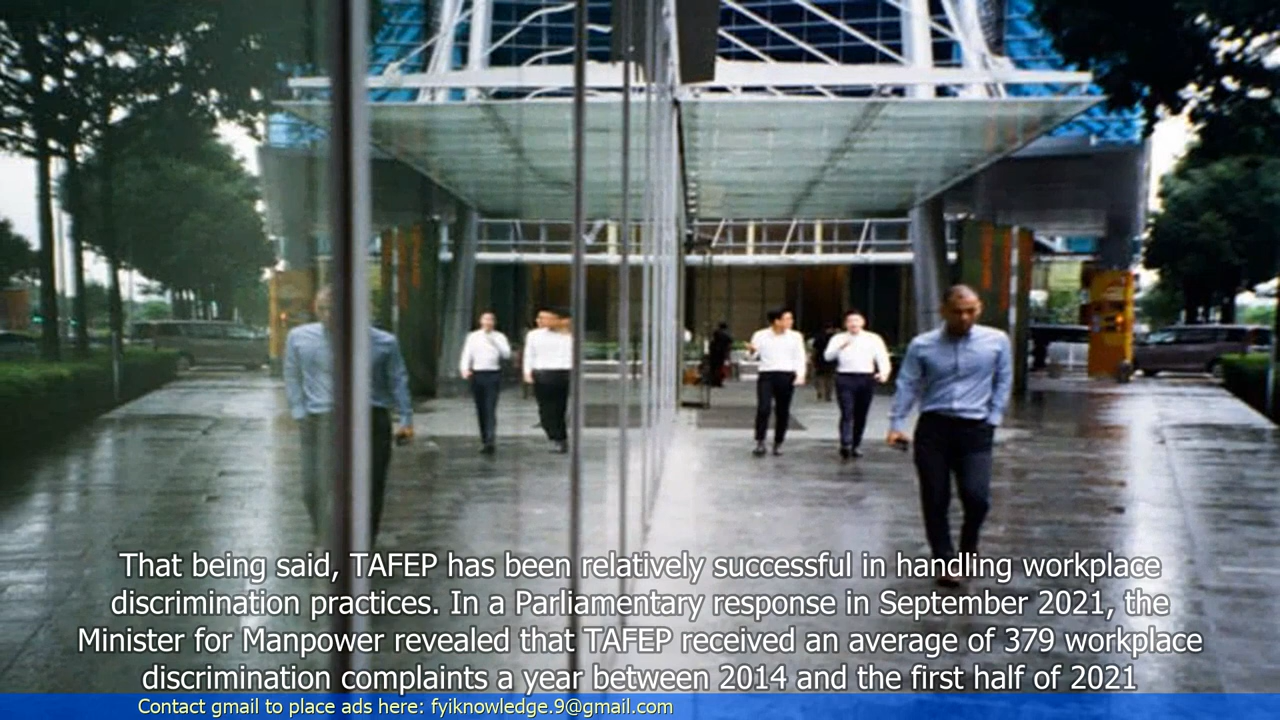 That being said, TAFEP has been relatively successful in handling workplace
discrimination practices. In a Parliamentary response in September 2021, the
Minister for Manpower revealed that TAFEP received an average of 379 workplace
discrimination complaints a year between 2014 and the first half of 2021
Contact gmail to place ads here: fyiknowledge.9@gmail.com